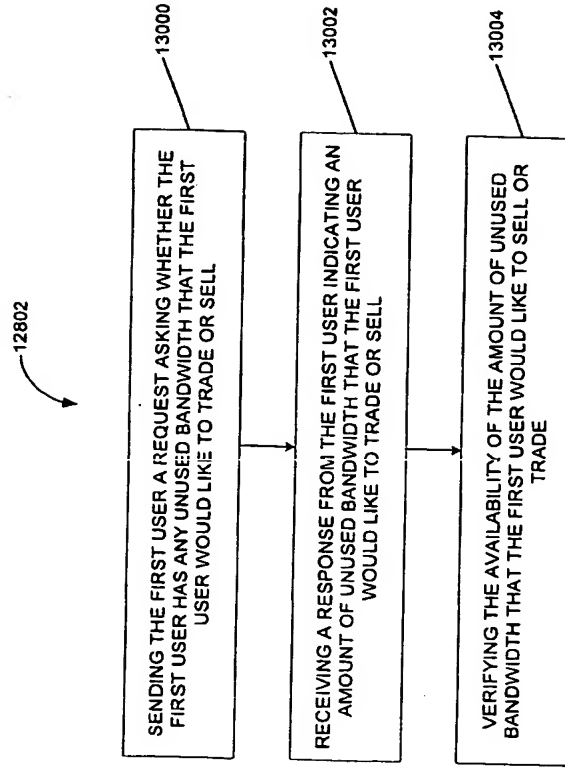 12802
SENDING THE FIRST USER A REQUEST ASKING WHETHER THE
FIRST USER HAS ANY UNUSED BANDWIDTH THAT THE FIRST
USER WOULD LIKE TO TRADE OR SELL
13000
RECEIVING A RESPONSE FROM THE FIRST USER INDICATING AN
AMOUNT OF UNUSED BANDWIDTH THAT THE FIRST USER
WOULD LIKE TO TRADE OR SELL
13002
VERIFYING THE AVAILABILITY OF THE AMOUNT OF UNUSED
BANDWIDTH THAT THE FIRST USER WOULD LIKE TO SELL OR
TRADE
13004